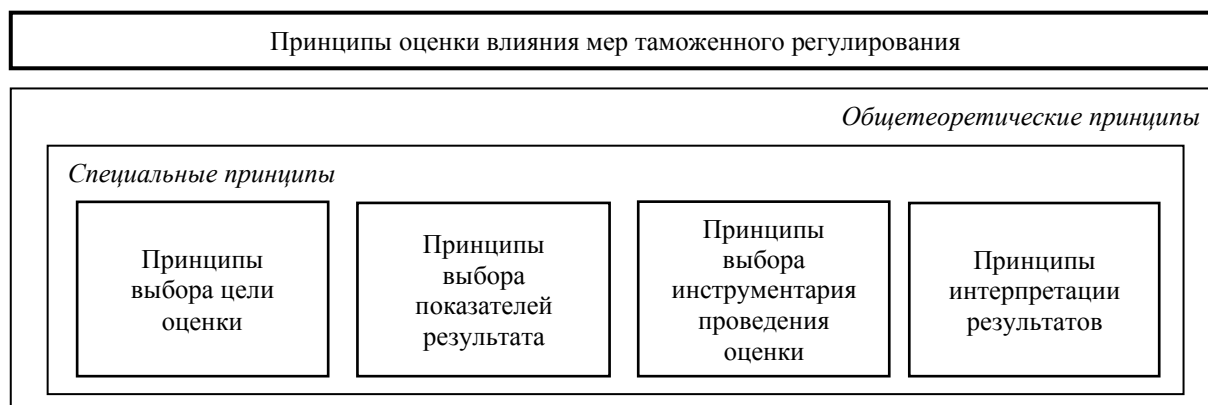 Принципы оценки влияния мер таможенного регулирования
Общетеоретические принципы
Специальные принципы
Принципы
выбора цели
оценки
Принципы
выбора
показателей
результата
Принципы
выбора
инструментария
проведения
оценки
Принципы
интерпретации
результатов